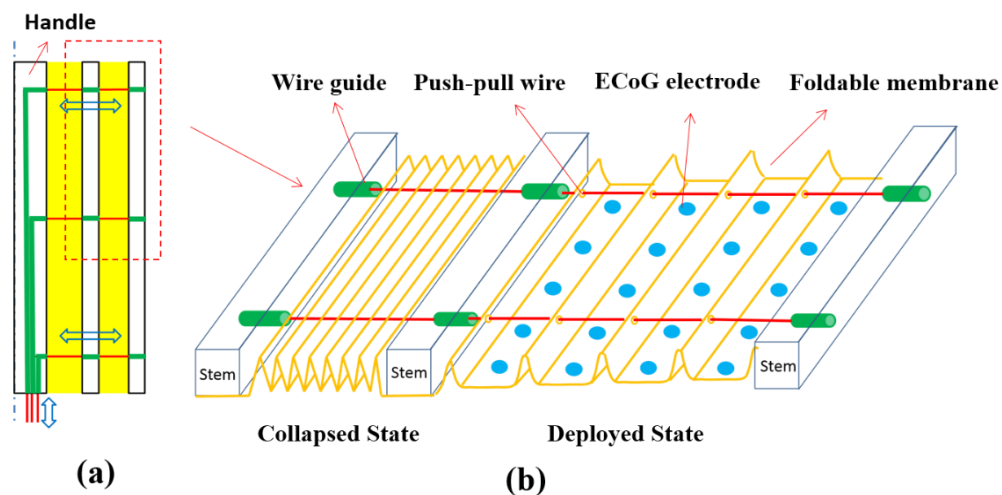 Handle
Wire guide
Push-pull wire
ECoG electrode
Foldable membrane
Stem
Stem
Stem
Collapsed State
Deployed State
(a)
(b)